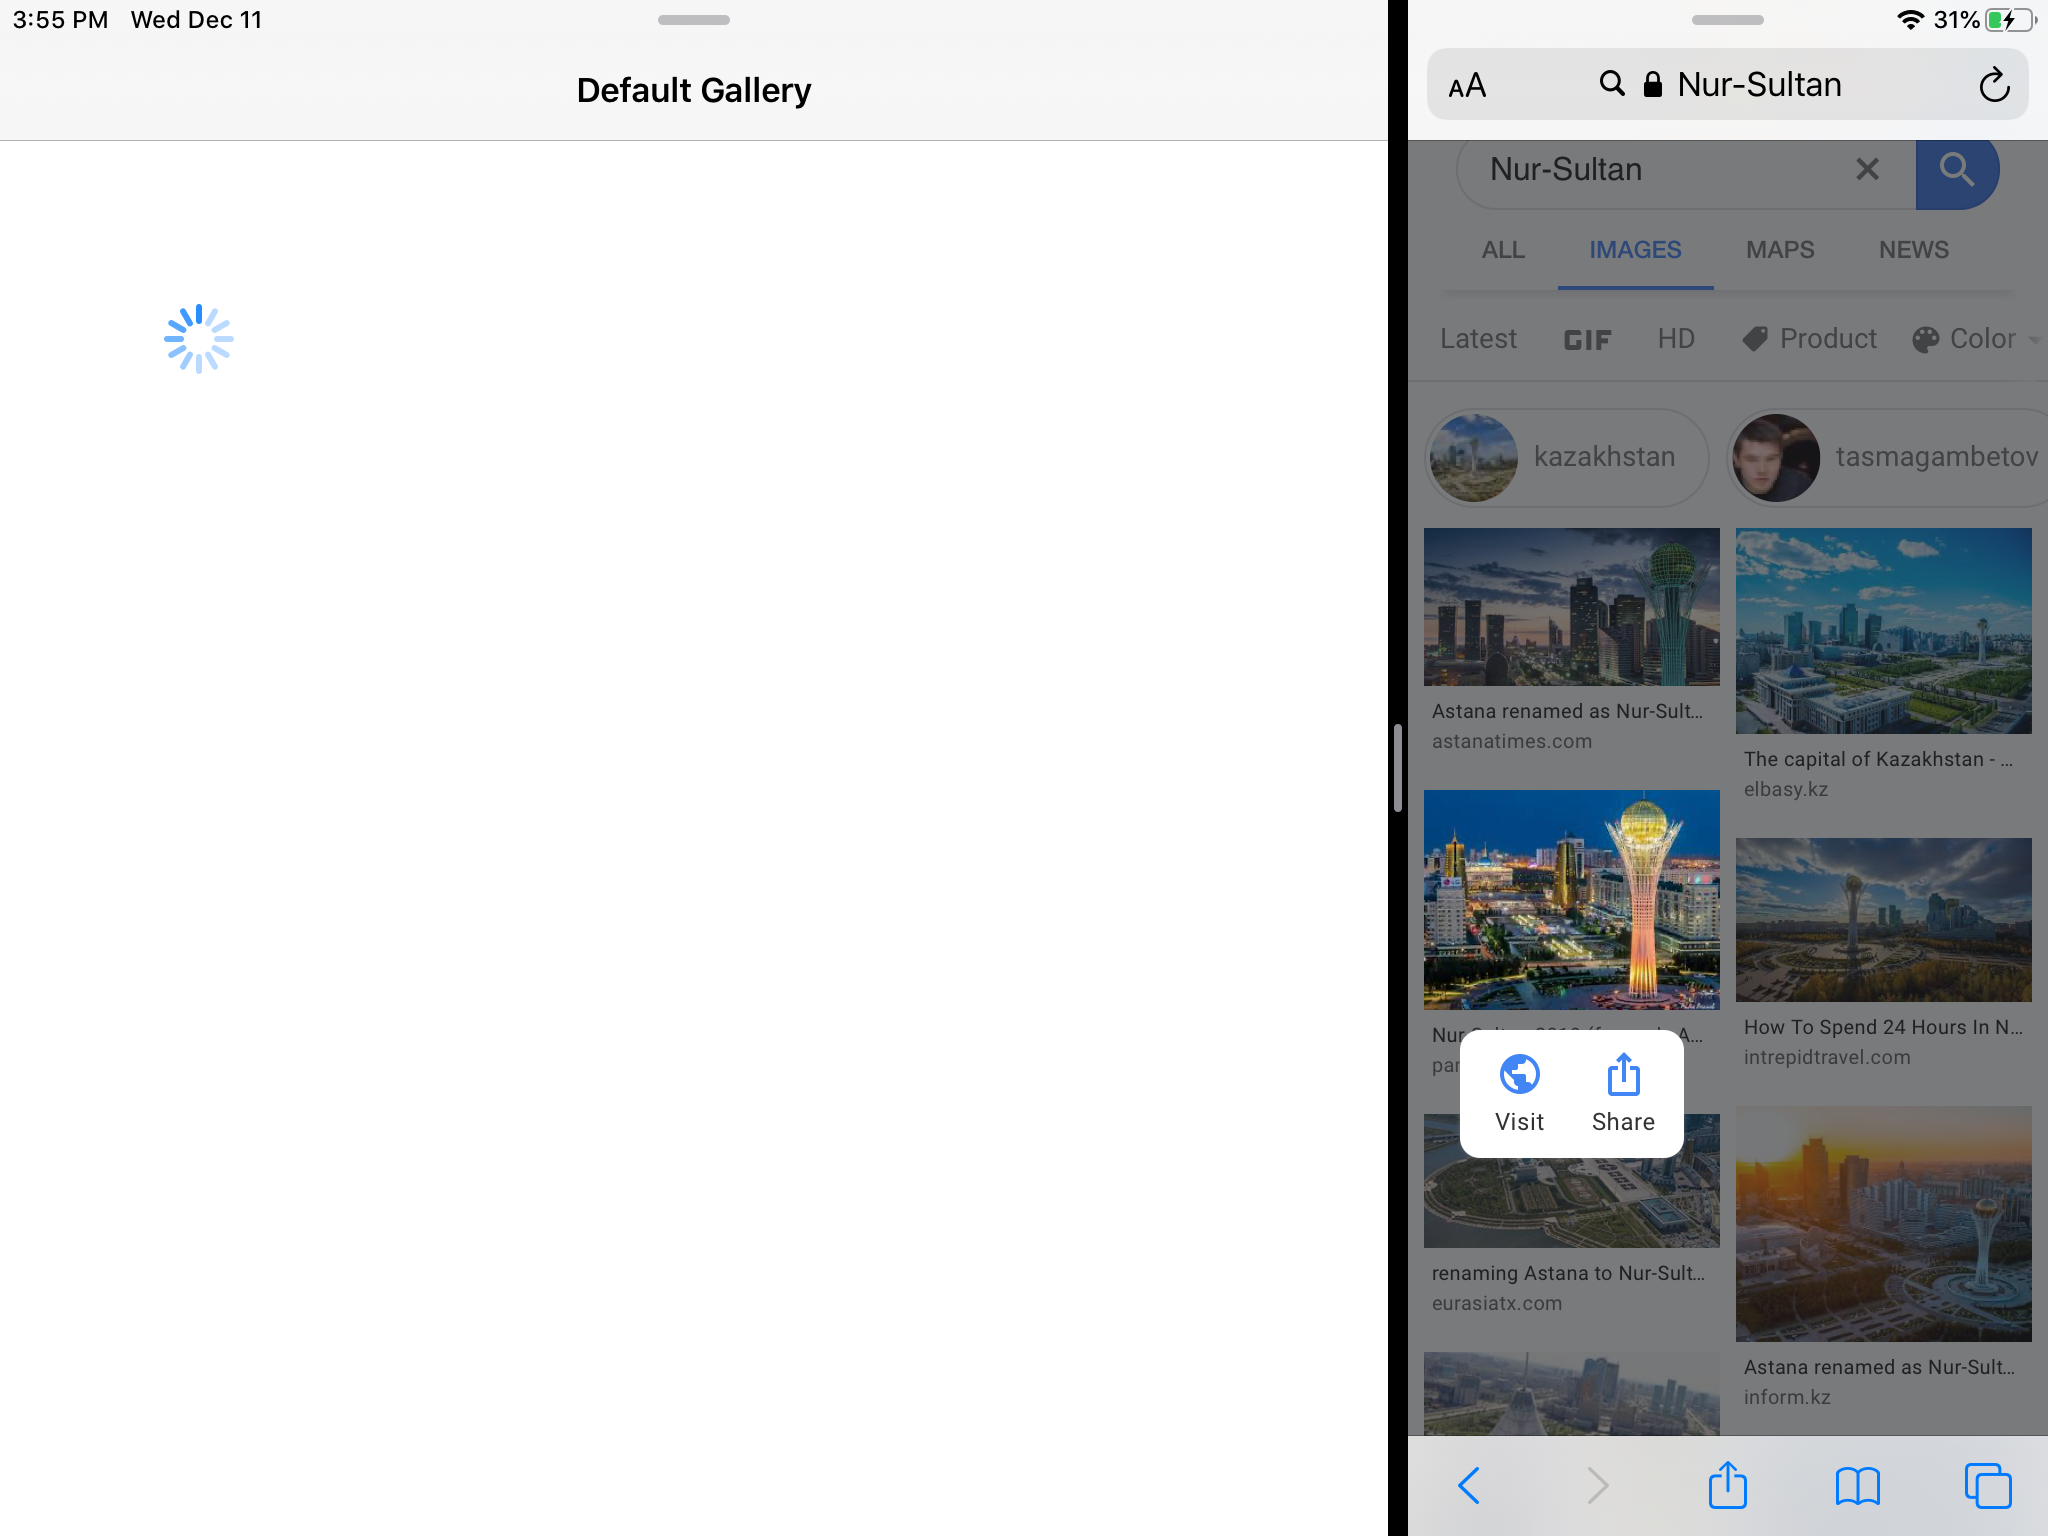 3:55 PM Wed Dec 11
Default Gallery
31%
AA Nur-Sultan
Nur-Sultan
ALL IMAGES MAPS NEWS
Latest GIF HD Product Color
kazakhstan tasmagambetov
Astana renamed as Nur-Sult...
astanatimes.com
The capital of Kazakhstan - ...
elbasy.kz
Nur
A...
How To Spend 24 Hours In N...
intrepidtravel.com
Visit Share
renaming Astana to Nur-Sult...
eurasiatx.com
Astana renamed as Nur-Sult...
inform.kz